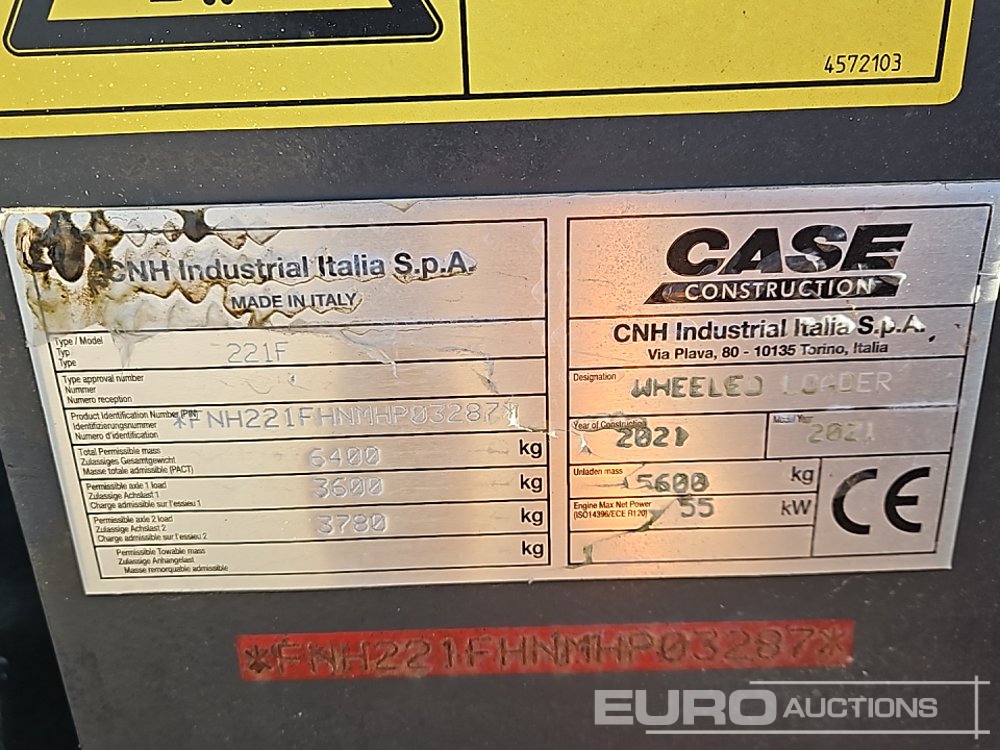 4572103
CNH Industrial Italia S.p.A.
MADE IN ITALY
Type / Model
Typ
Type
221F
Type approval number
Nummer
Numero reception
Product Identification Number (PIN)
Identifizierungsnummer
Numero d'identification
*FNH221FHNMHP03287*
Total Permissible mass
Zulassiges Gesamtgewicht
Masse totale admissible (PACT)
6400 kg
Permissible axle 1 load
Zulassige Achslast 1
Charge admissible sur l'essieu 1
3600 kg
Permissible axle 2 load
Zulassige Achslast 2
Charge admissible sur l'essieu 2
3780 kg
Permissible Towable mass
Zulassige Anhangelast
Masse remorquable admissible
kg
CASE
CONSTRUCTION
CNH Industrial Italia S.p.A.
Via Plava, 80 - 10135 Torino, Italia
Designation
WHEELED LOADER
Year of Construction
2021
Model Year
2021
Unladen mass
5600 kg
Engine Max Net Power
(ISO14396/ECE R120)
55 kW
CE
*FNH221FHNMHP03287*
EURO AUCTIONS